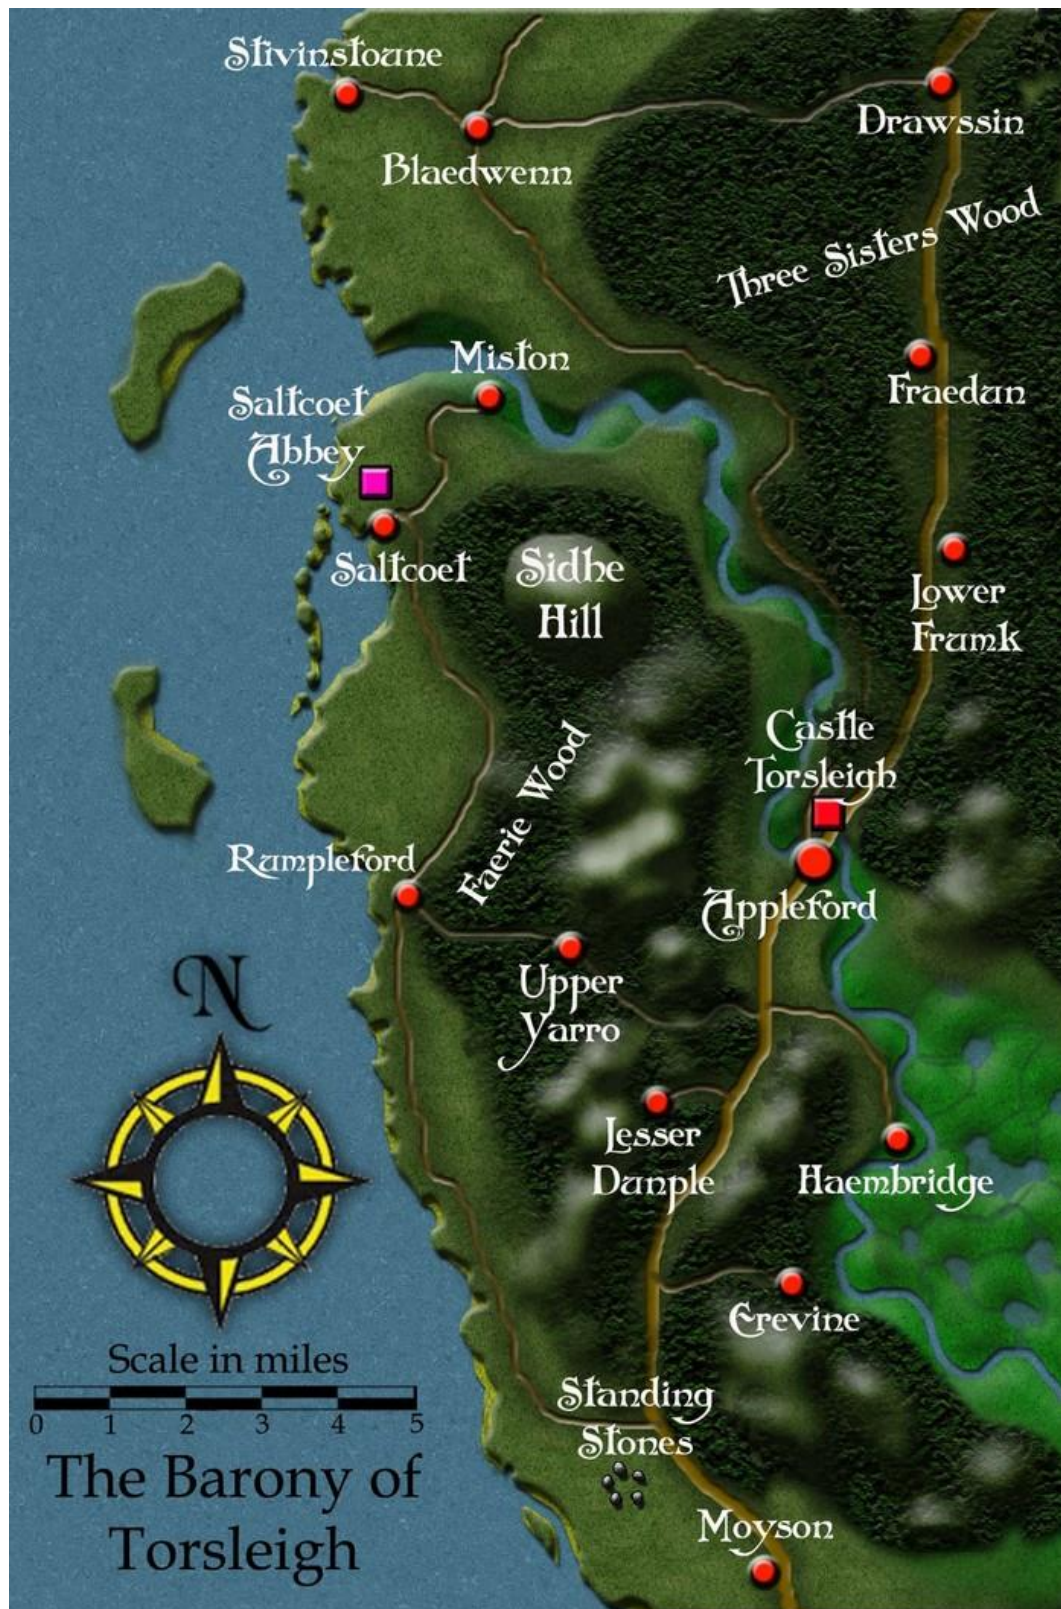 Stivinstoune
Drawssin
Blaedwenn
Three Sisters Wood
Miston
Fraedun
Saltcoet
Abbey
Saltcoet
Sidhe
Hill
Lower
Frumk
Castle
Torsleigh
Faerie Wood
Rumpleford
Appleford
N
Upper
Yarro
Lesser
Dunple
Haembridge
Erevine
Scale in miles
0 1 2 3 4 5
Standing
Stones
The Barony of
Torsleigh
Moyson